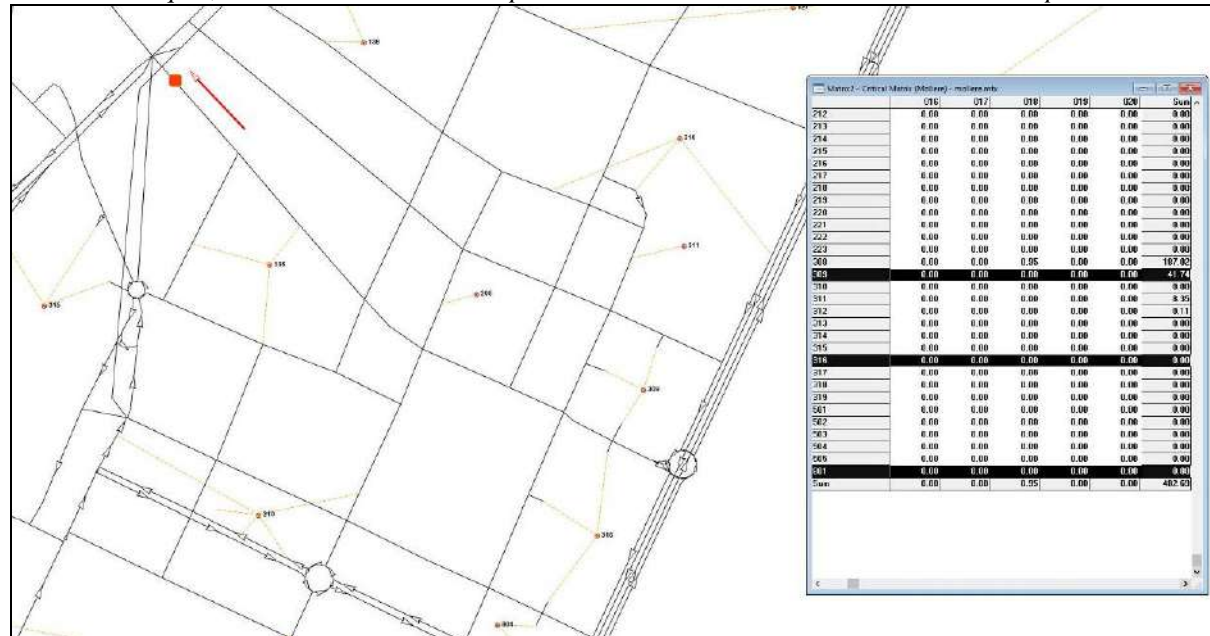 136
Matrix2 - Critical Matrix (Moliere) - moliere.mtx
016 017 018 019 020 Sum
212 0.00 0.00 0.00 0.00 0.00 0.00
213 0.00 0.00 0.00 0.00 0.00 0.00
214 0.00 0.00 0.00 0.00 0.00 0.00
215 0.00 0.00 0.00 0.00 0.00 0.00
216 0.00 0.00 0.00 0.00 0.00 0.00
217 0.00 0.00 0.00 0.00 0.00 0.00
218 0.00 0.00 0.00 0.00 0.00 0.00
219 0.00 0.00 0.00 0.00 0.00 0.00
220 0.00 0.00 0.00 0.00 0.00 0.00
221 0.00 0.00 0.00 0.00 0.00 0.00
222 0.00 0.00 0.00 0.00 0.00 0.00
223 0.00 0.00 0.00 0.00 0.00 0.00
308 0.00 0.00 0.95 0.00 0.00
309 0.00 0.00 0.00 0.00 0.00 41.74
310 0.00 0.00 0.00 0.00 0.00 0.00
311 0.00 0.00 0.00 0.00 0.00 8.35
312 0.00 0.00 0.00 0.00 0.00 0.11
313 0.00 0.00 0.00 0.00 0.00 0.00
314 0.00 0.00 0.00 0.00 0.00 0.00
315 0.00 0.00 0.00 0.00 0.00 0.00
316 0.00 0.00 0.00 0.00 0.00 0.00
317 0.00 0.00 0.00 0.00 0.00 0.00
318 0.00 0.00 0.00 0.00 0.00 0.00
319 0.00 0.00 0.00 0.00 0.00 0.00
501 0.00 0.00 0.00 0.00 0.00 0.00
502 0.00 0.00 0.00 0.00 0.00 0.00
503 0.00 0.00 0.00 0.00 0.00 0.00
504 0.00 0.00 0.00 0.00 0.00 0.00
505 0.00 0.00 0.00 0.00 0.00 0.00
901 0.00 0.00 0.00 0.00 0.00 0.00
Sum 0.00 0.00 0.95 0.00 0.00 402.69
311
135
315
309